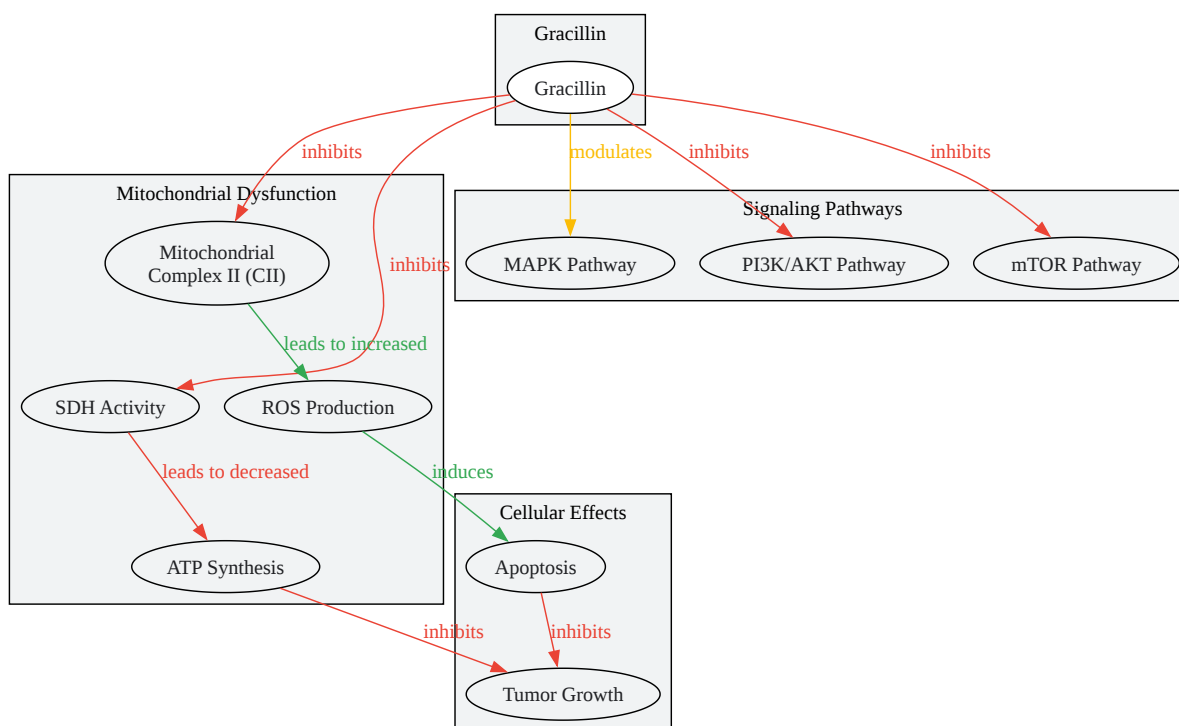 Gracillin
Gracillin
inhibits
modulates
inhibits
inhibits
Mitochondrial Dysfunction
Signaling Pathways
Mitochondrial
Complex II (CII)
inhibits
MAPK Pathway
PI3K/AKT Pathway
mTOR Pathway
leads to increased
SDH Activity
ROS Production
leads to decreased
induces
Cellular Effects
ATP Synthesis
Apoptosis
inhibits
inhibits
Tumor Growth